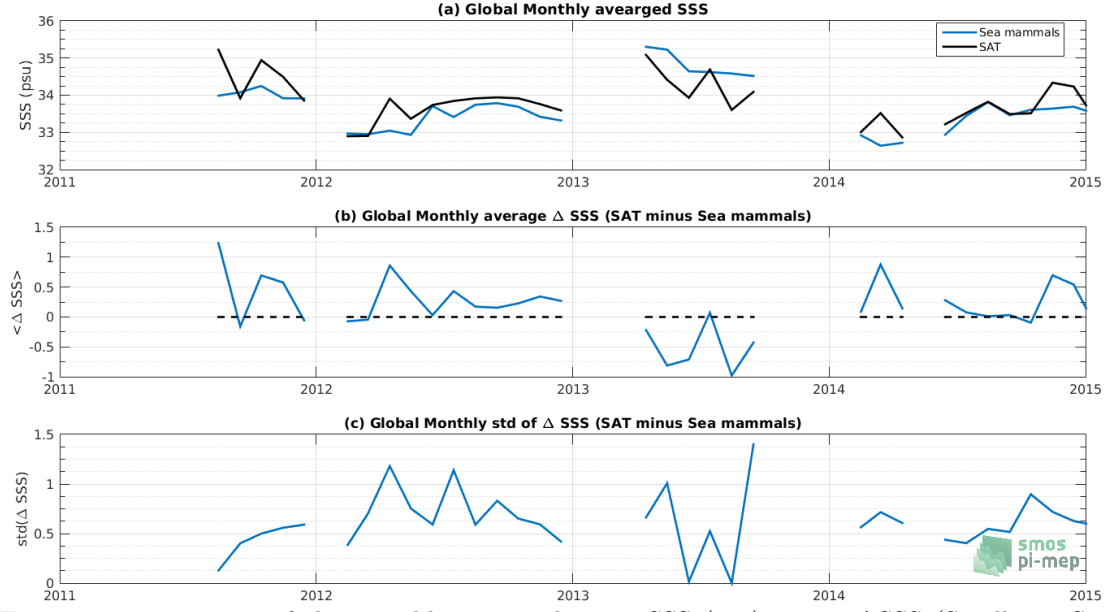 (a) Global Monthly avearged SSS
36
35
34
33
32
SSS (psu)
Sea mammals
SAT
2011 2012 2013 2014 2015
(b) Global Monthly average Δ SSS (SAT minus Sea mammals)
1.5
1
0.5
0
-0.5
-1
<Δ SSS>
2011 2012 2013 2014 2015
(c) Global Monthly std of Δ SSS (SAT minus Sea mammals)
1.5
1
0.5
0
std(Δ SSS)
smos
pi-mep
2011 2012 2013 2014 2015